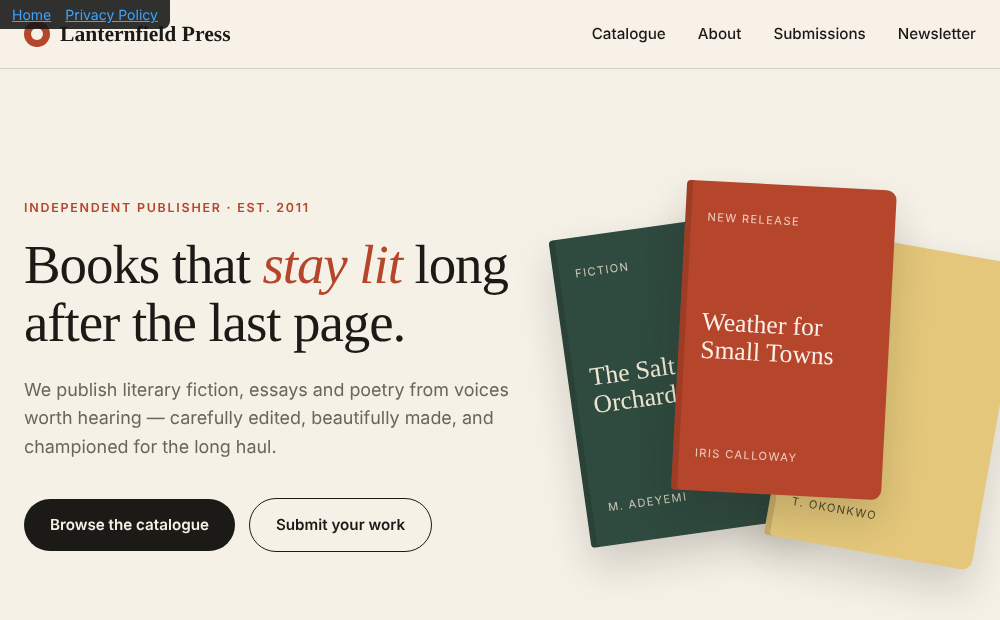 Home Privacy Policy
Lanternfield Press
Catalogue About Submissions Newsletter
INDEPENDENT PUBLISHER · EST. 2011
Books that stay lit long
after the last page.
We publish literary fiction, essays and poetry from voices
worth hearing — carefully edited, beautifully made, and
championed for the long haul.
Browse the catalogue
Submit your work
FICTION
The Salt
Orchard
M. ADEYEMI
NEW RELEASE
Weather for
Small Towns
IRIS CALLOWAY
T. OKONKWO